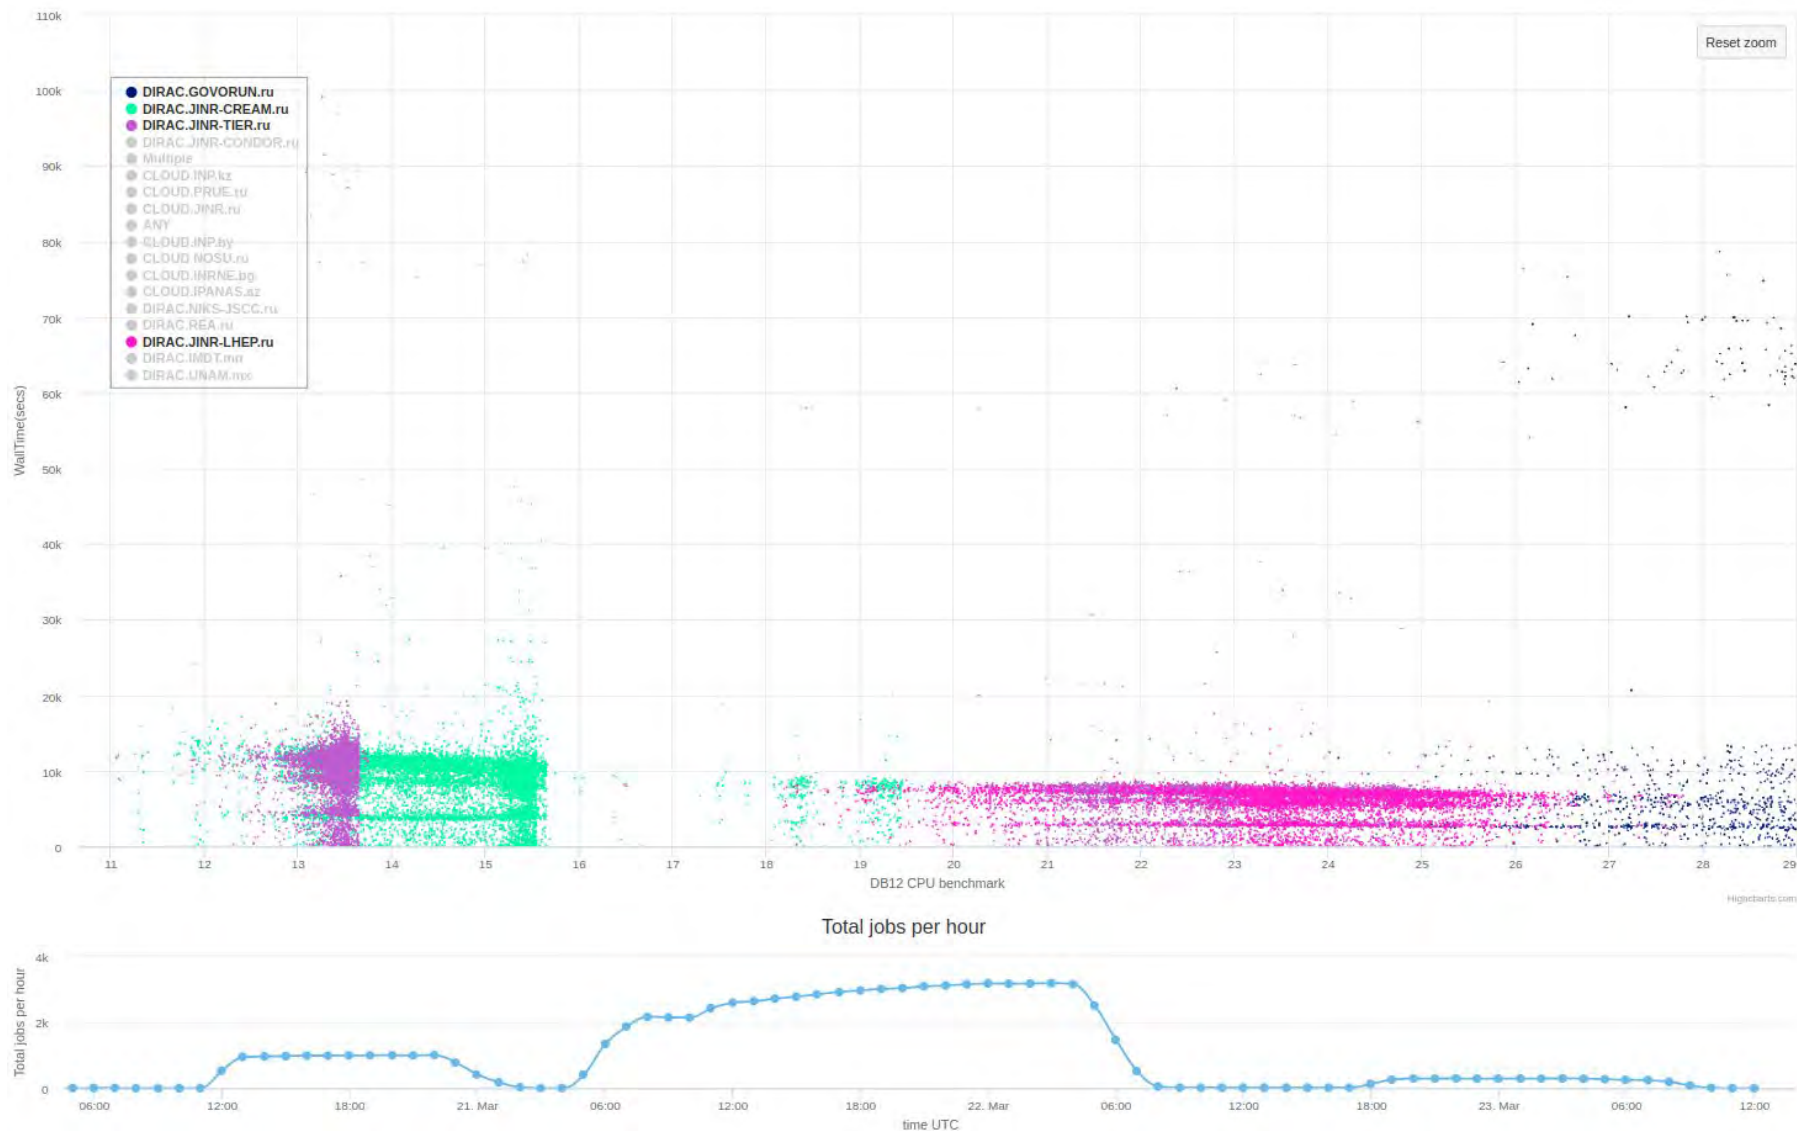 110k
Reset zoom
100k
90k
80k
70k
60k
50k
40k
30k
20k
10k
0
WallTime(secs)
DIRAC.GOVORUN.ru
DIRAC.JINR-CREAM.ru
DIRAC.JINR-TIER.ru
DIRAC.JINR-CONDOR.ru
Multiple
CLOUD.INP.kz
CLOUD.PRUE.ru
CLOUD.JINR.ru
ANY
CLOUD.INP.by
CLOUD NOSU.ru
CLOUD.INRNE.bg
CLOUD.IPANAS.az
DIRAC.NIKS-JSCC.ru
DIRAC.REA.ru
DIRAC.JINR-LHEP.ru
DIRAC.IMDT.mn
DIRAC.UNAM.mx
11 12 13 14 15 16 17 18 19 20 21 22 23 24 25 26 27 28 29
DB12 CPU benchmark
Highcharts.com
Total jobs per hour
4k
2k
0
Total jobs per hour
06:00 12:00 18:00 21. Mar 06:00 12:00 18:00 22. Mar 06:00 12:00 18:00 23. Mar 06:00 12:00
time UTC